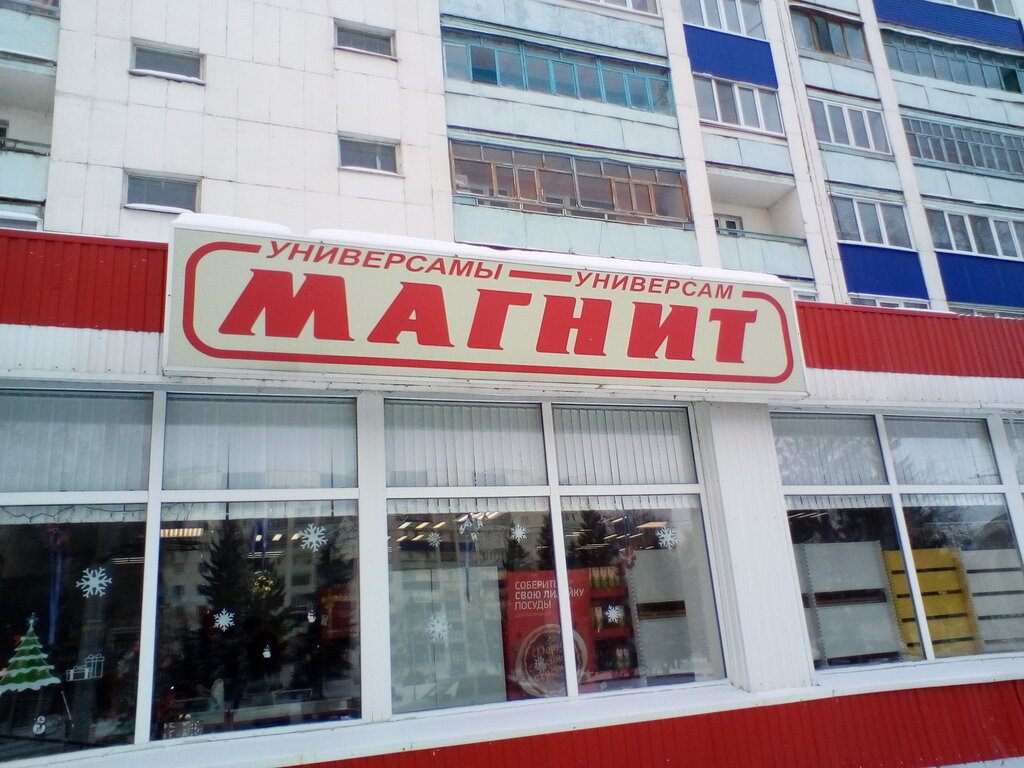 УНИВЕРСАМЫ УНИВЕРСАМ
МАГНИТ
СОБЕРИТЕ
СВОЮ ЛИНЕЙКУ
ПОСУДЫ